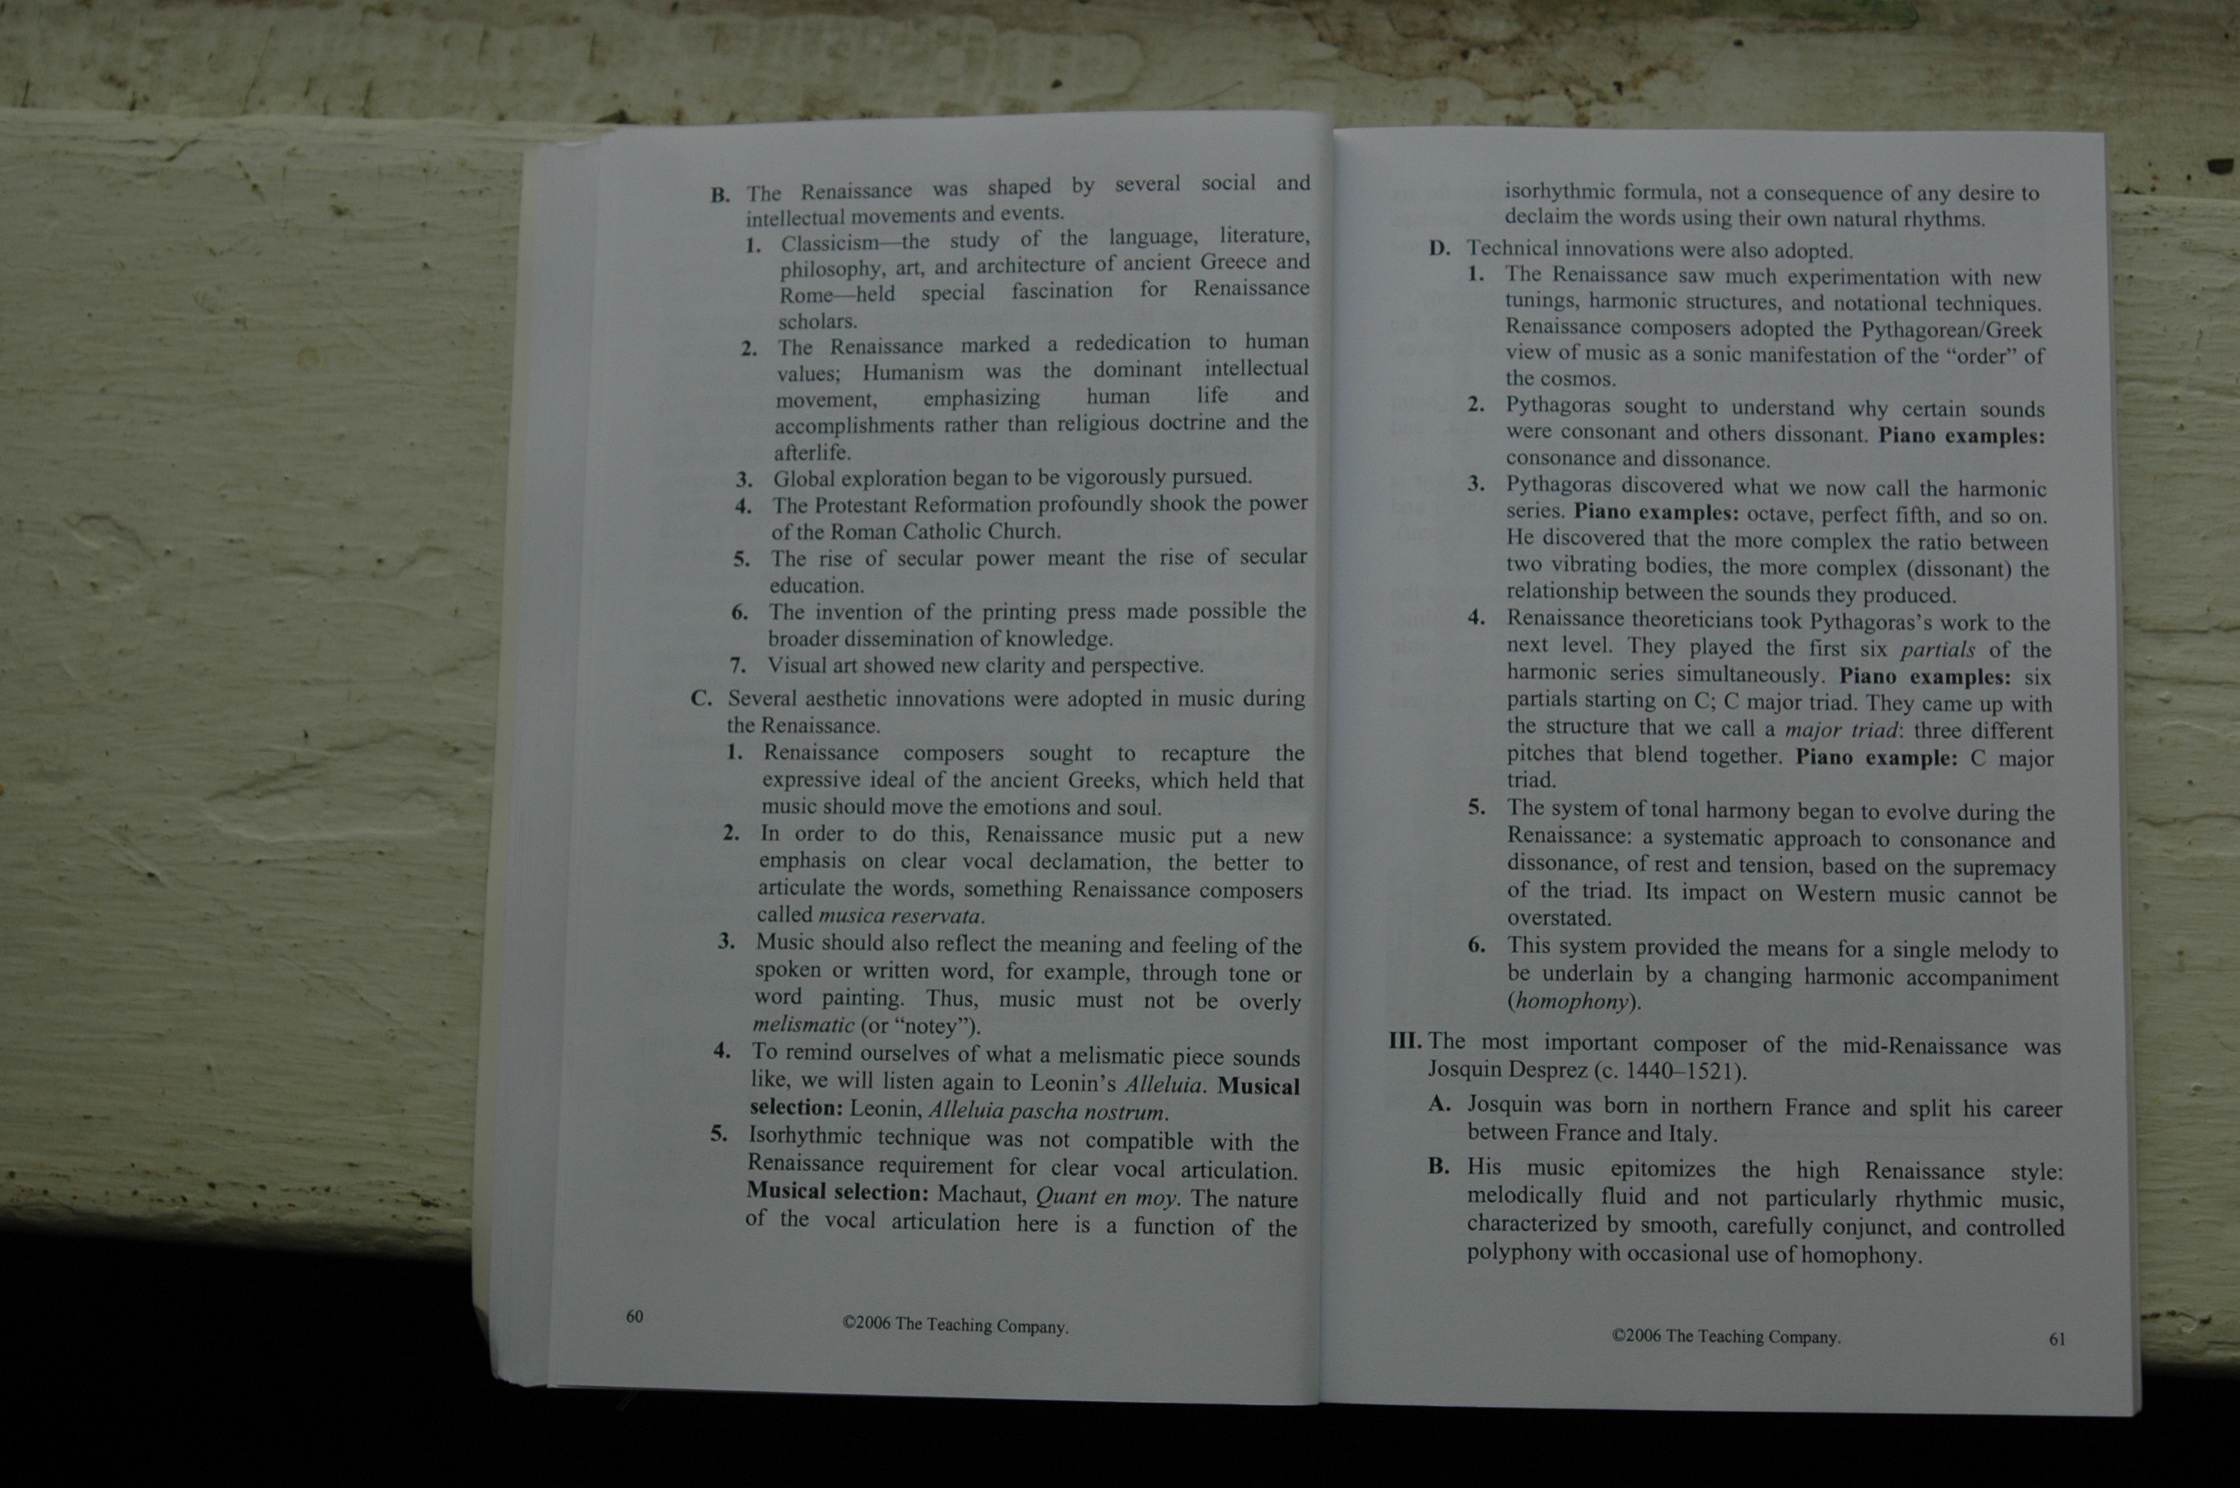 B. The Renaissance was shaped by several social and
intellectual movements and events.
1. Classicism—the study of the language, literature,
philosophy, art, and architecture of ancient Greece and
Rome—held special fascination for Renaissance
scholars.
2. The Renaissance marked a rededication to human
values; Humanism was the dominant intellectual
movement, emphasizing human life and
accomplishments rather than religious doctrine and the
afterlife.
3. Global exploration began to be vigorously pursued.
4. The Protestant Reformation profoundly shook the power
of the Roman Catholic Church.
5. The rise of secular power meant the rise of secular
education.
6. The invention of the printing press made possible the
broader dissemination of knowledge.
7. Visual art showed new clarity and perspective.
C. Several aesthetic innovations were adopted in music during
the Renaissance.
1. Renaissance composers sought to recapture the
expressive ideal of the ancient Greeks, which held that
music should move the emotions and soul.
2. In order to do this, Renaissance music put a new
emphasis on clear vocal declamation, the better to
articulate the words, something Renaissance composers
called musica reservata.
3. Music should also reflect the meaning and feeling of the
spoken or written word, for example, through tone or
word painting. Thus, music must not be overly
melismatic (or “notey”).
4. To remind ourselves of what a melismatic piece sounds
like, we will listen again to Leonin’s Alleluia. Musical
selection: Leonin, Alleluia pascha nostrum.
5. Isorhythmic technique was not compatible with the
Renaissance requirement for clear vocal articulation.
Musical selection: Machaut, Quant en moy. The nature
of the vocal articulation here is a function of the
60
©2006 The Teaching Company.
isorhythmic formula, not a consequence of any desire to
declaim the words using their own natural rhythms.
D. Technical innovations were also adopted.
1. The Renaissance saw much experimentation with new
tunings, harmonic structures, and notational techniques.
Renaissance composers adopted the Pythagorean/Greek
view of music as a sonic manifestation of the “order” of
the cosmos.
2. Pythagoras sought to understand why certain sounds
were consonant and others dissonant. Piano examples:
consonance and dissonance.
3. Pythagoras discovered what we now call the harmonic
series. Piano examples: octave, perfect fifth, and so on.
He discovered that the more complex the ratio between
two vibrating bodies, the more complex (dissonant) the
relationship between the sounds they produced.
4. Renaissance theoreticians took Pythagoras’s work to the
next level. They played the first six partials of the
harmonic series simultaneously. Piano examples: six
partials starting on C; C major triad. They came up with
the structure that we call a major triad: three different
pitches that blend together. Piano example: C major
triad.
5. The system of tonal harmony began to evolve during the
Renaissance: a systematic approach to consonance and
dissonance, of rest and tension, based on the supremacy
of the triad. Its impact on Western music cannot be
overstated.
6. This system provided the means for a single melody to
be underlain by a changing harmonic accompaniment
(homophony).
III. The most important composer of the mid-Renaissance was
Josquin Desprez (c. 1440–1521).
A. Josquin was born in northern France and split his career
between France and Italy.
B. His music epitomizes the high Renaissance style:
melodically fluid and not particularly rhythmic music,
characterized by smooth, carefully conjunct, and controlled
polyphony with occasional use of homophony.
©2006 The Teaching Company.
61